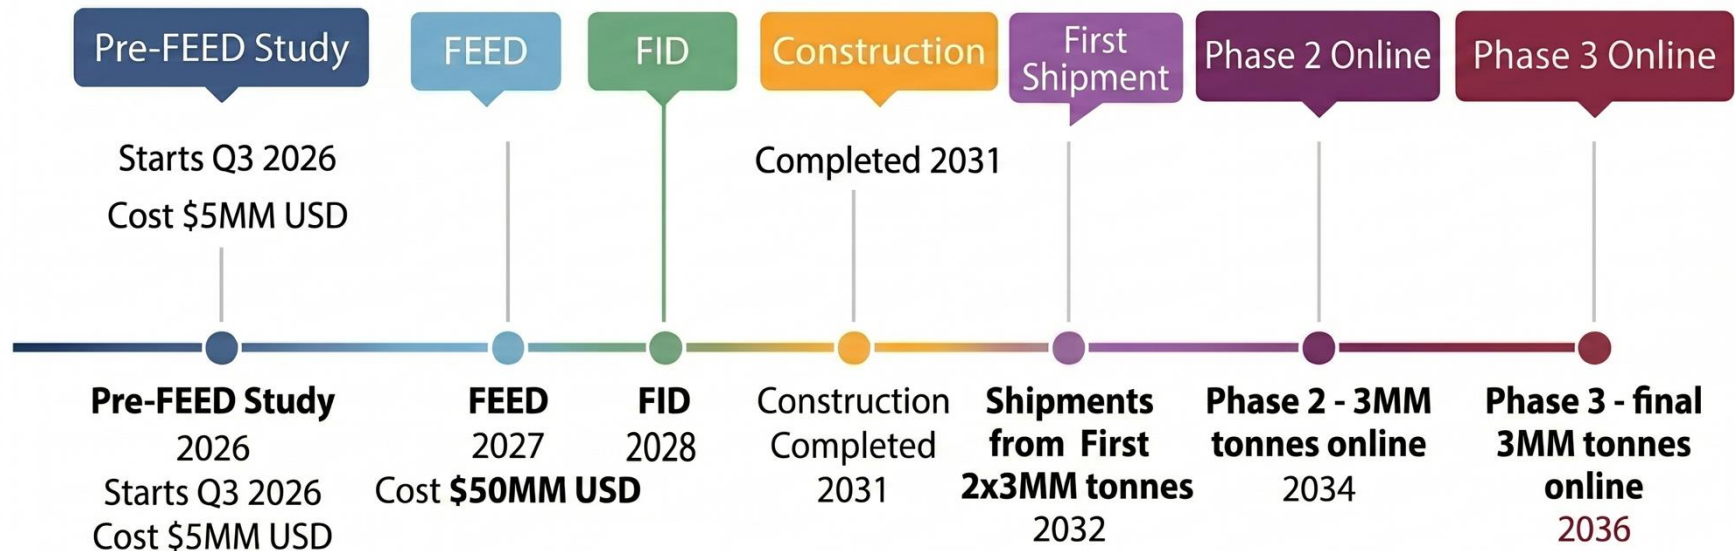 Pre-FEED Study
FEED
FID
Construction
First
Shipment
Phase 2 Online
Phase 3 Online
Starts Q3 2026
Cost $5MM USD
Completed 2031
Pre-FEED Study
2026
Starts Q3 2026
Cost $5MM USD
FEED
2027
Cost $50MM USD
FID
2028
Construction
Completed
2031
Shipments
from First
2x3MM tonnes
2032
Phase 2 - 3MM
tonnes online
2034
Phase 3 - final
3MM tonnes
online
2036